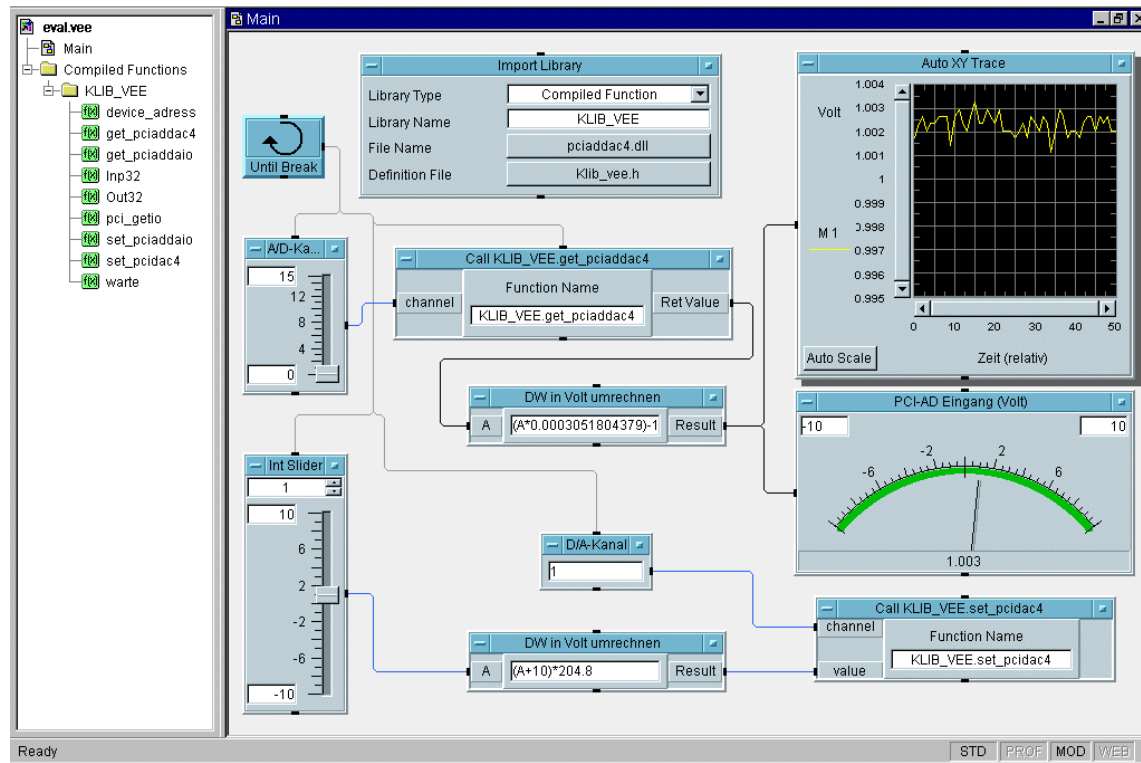 eval.vee
Main
Compiled Functions
KLIB_VEE
device_adress
get_pciaddac4
get_pciaddaio
Inp32
Out32
pci_getio
set_pciaddaio
set_pcidac4
warte
Main
Until Break
Import Library
Library Type Compiled Function
Library Name KLIB_VEE
File Name pciaddac4.dll
Definition File Klib_vee.h
Auto XY Trace
Volt
M 1
1.004
1.003
1.002
1.001
1
0.999
0.998
0.997
0.996
0.995
0 10 20 30 40 50
Auto Scale Zeit (relativ)
A/D-Ka...
15
12
8
4
0
Call KLIB_VEE.get_pciaddac4
Function Name
channel KLIB_VEE.get_pciaddac4 Ret Value
DW in Volt umrechnen
A (A*0.0003051804379)-1 Result
PCI-AD Eingang (Volt)
-10 10
-6 -2 2 6
1.003
Int Slider
1
10
6
2
-2
-6
-10
D/A-Kanal
1
DW in Volt umrechnen
A (A+10)*204.8 Result
Call KLIB_VEE.set_pcidac4
channel
Function Name
KLIB_VEE.set_pcidac4
value
Ready STD PROF MOD WEB